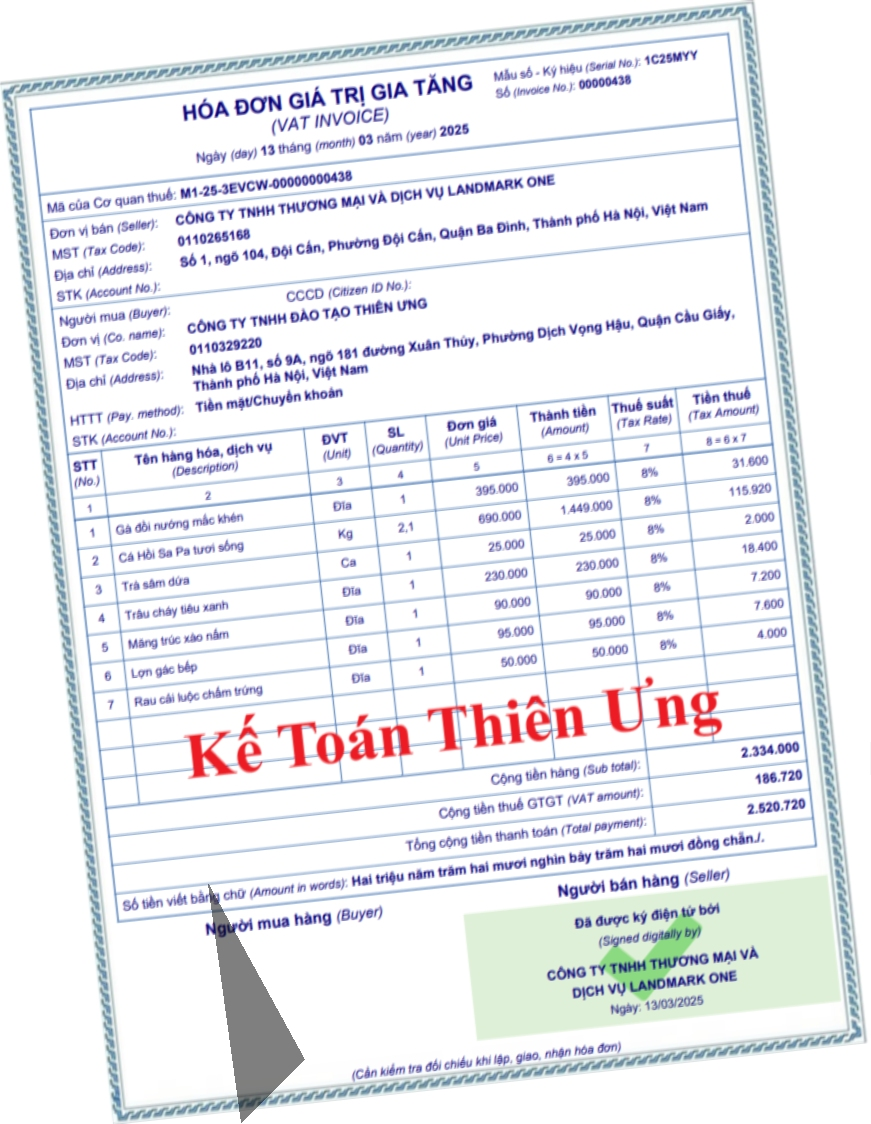 HÓA ĐƠN GIÁ TRỊ GIA TĂNG
(VAT INVOICE)
Ngày (day) 13 tháng (month) 03 năm (year) 2025
Mẫu số - Ký hiệu (Serial No.): 1C25MYY
Số (Invoice No.): 00000438
Mã của Cơ quan thuế: M1-25-3EVCW-00000000438
Đơn vị bán (Seller): CÔNG TY TNHH THƯƠNG MẠI VÀ DỊCH VỤ LANDMARK ONE
MST (Tax Code): 0110265168
Địa chỉ (Address): Số 1, ngõ 104, Đội Cấn, Phường Đội Cấn, Quận Ba Đình, Thành phố Hà Nội, Việt Nam
STK (Account No.):
Người mua (Buyer): CCCD (Citizen ID No.):
Đơn vị (Co. name): CÔNG TY TNHH ĐÀO TẠO THIÊN ƯNG
MST (Tax Code): 0110329220
Địa chỉ (Address): Nhà lô B11, số 9A, ngõ 181 đường Xuân Thủy, Phường Dịch Vọng Hậu, Quận Cầu Giấy,
Thành phố Hà Nội, Việt Nam
HTTT (Pay. method): Tiền mặt/Chuyển khoản
STK (Account No.):
STT Tên hàng hóa, dịch vụ ĐVT SL Đơn giá Thành tiền Thuế suất Tiền thuế
(No.) (Description) (Unit) (Quantity) (Unit Price) (Amount) (Tax Rate) (Tax Amount)
1 2 3 4 5 6 = 4 x 5 7 8 = 6 x 7
1 Gà đồi nướng mắc khén Đĩa 1 395.000 395.000 8% 31.600
2 Cá Hồi Sa Pa tươi sống Kg 2,1 690.000 1.449.000 8% 115.920
3 Trà sâm dứa Ca 1 25.000 25.000 8% 2.000
4 Trâu cháy tiêu xanh Đĩa 1 230.000 230.000 8% 18.400
5 Măng trúc xào nấm Đĩa 1 90.000 90.000 8% 7.200
6 Lợn gác bếp Đĩa 1 95.000 95.000 8% 7.600
7 Rau cải luộc chấm trứng Đĩa 1 50.000 50.000 8% 4.000
Kế Toán Thiên Ưng
Cộng tiền hàng (Sub total): 2.334.000
Cộng tiền thuế GTGT (VAT amount): 186.720
Tổng cộng tiền thanh toán (Total payment): 2.520.720
Số tiền viết bằng chữ (Amount in words): Hai triệu năm trăm hai mươi nghìn bảy trăm hai mươi đồng chẵn./.
Người mua hàng (Buyer) Người bán hàng (Seller)
Đã được ký điện tử bởi
(Signed digitally by)
CÔNG TY TNHH THƯƠNG MẠI VÀ
DỊCH VỤ LANDMARK ONE
Ngày: 13/03/2025
(Cần kiểm tra đối chiếu khi lập, giao, nhận hóa đơn)